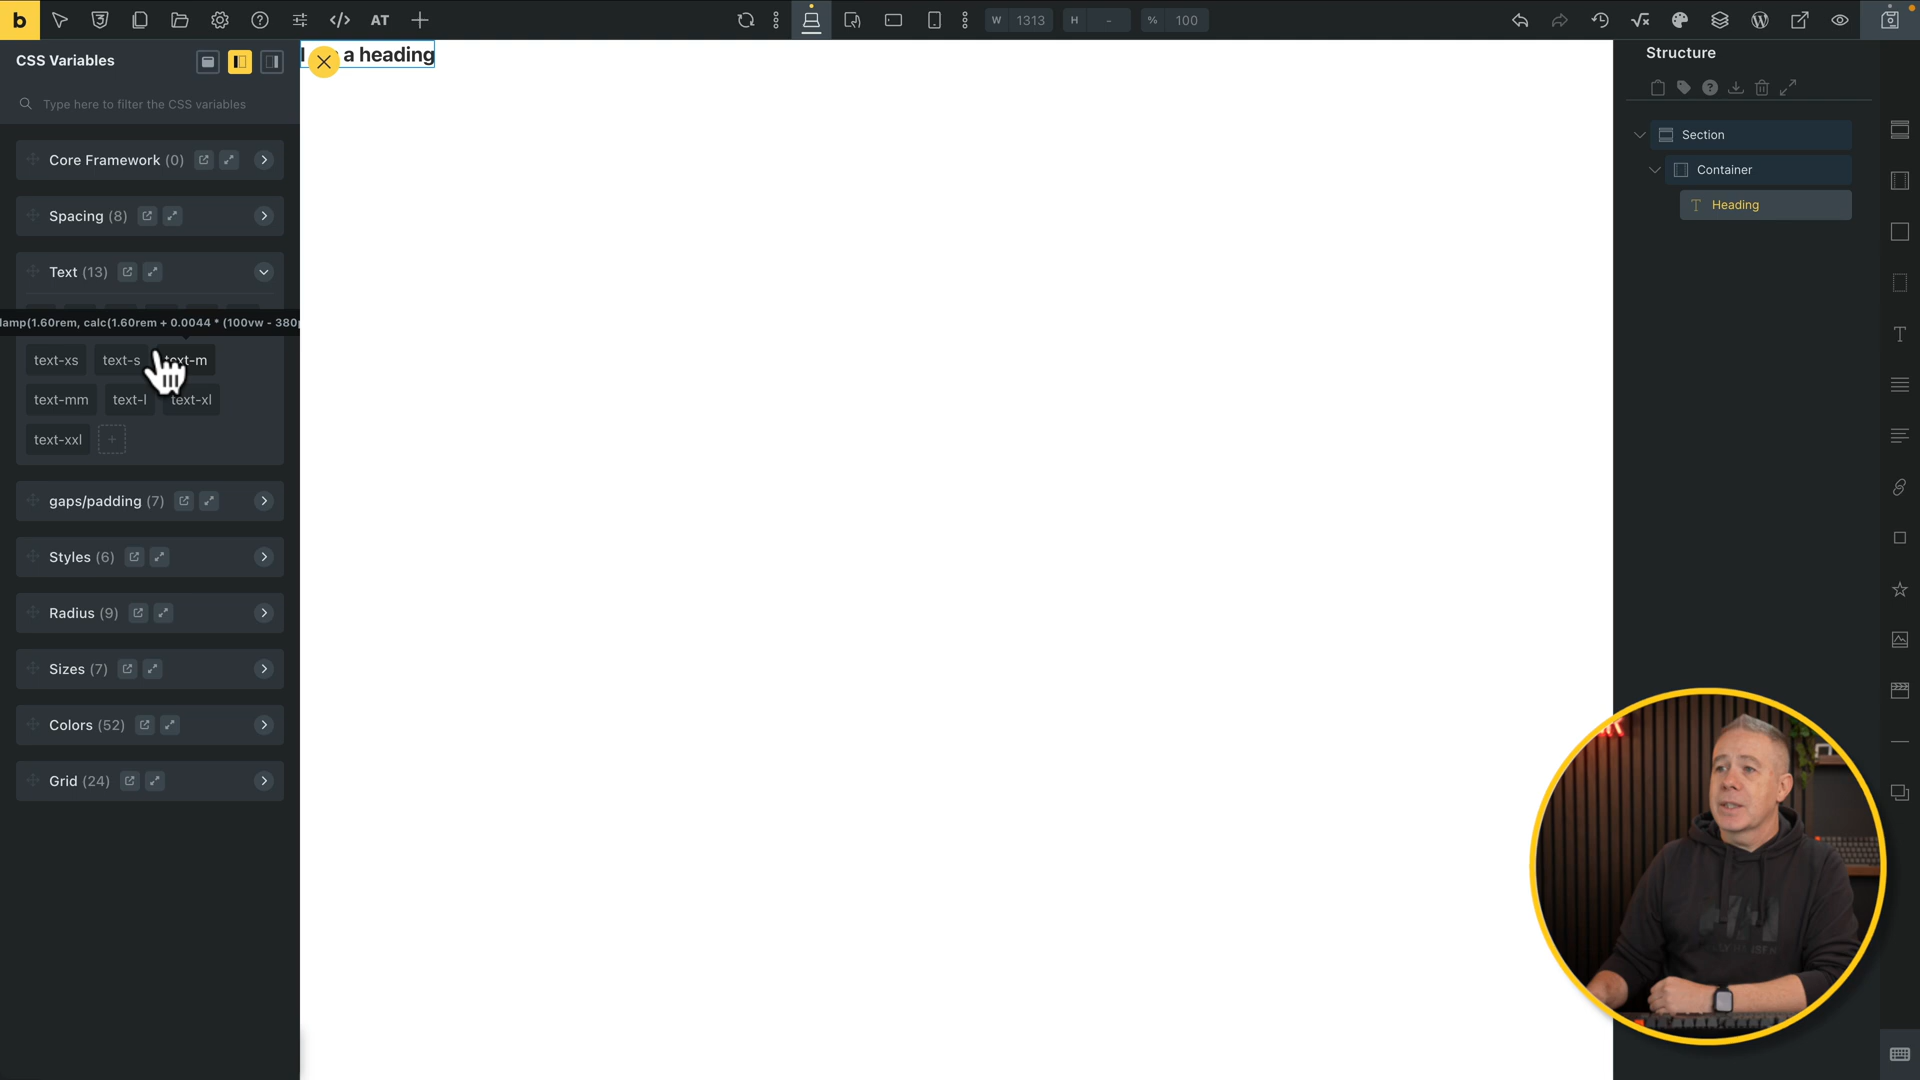 b
AT
W 1313
H -
% 100
CSS Variables
Type here to filter the CSS variables
Core Framework (0)
Spacing (8)
Text (13)
lamp(1.60rem, calc(1.60rem + 0.0044 * (100vw - 380p
text-xs
text-s
text-m
text-mm
text-l
text-xl
text-xxl
gaps/padding (7)
Styles (6)
Radius (9)
Sizes (7)
Colors (52)
Grid (24)
I
a heading
Structure
Section
Container
Heading